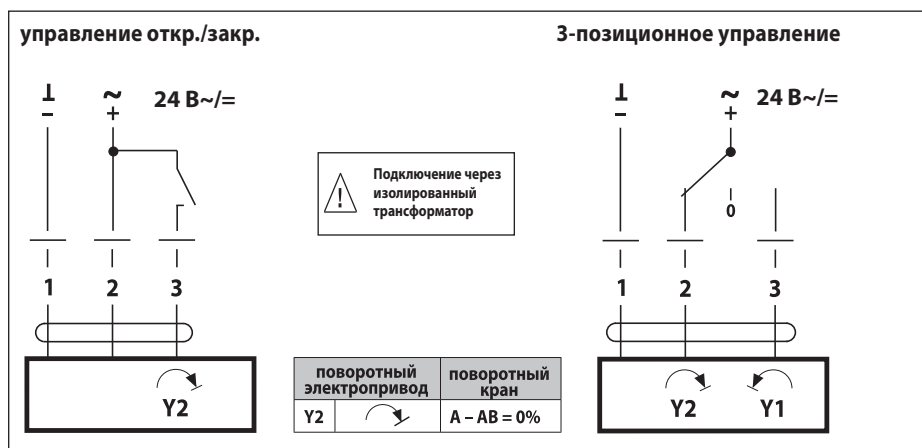 управление откр./закр.
3-позиционное управление
⊥ ~ 24 В~/=
- +
⊥ ~ 24 В~/=
- +
! Подключение через
изолированный
трансформатор
0
1 2 3
1 2 3
Y2
поворотный электропривод
поворотный кран
Y2
A – AB = 0%
Y2 Y1